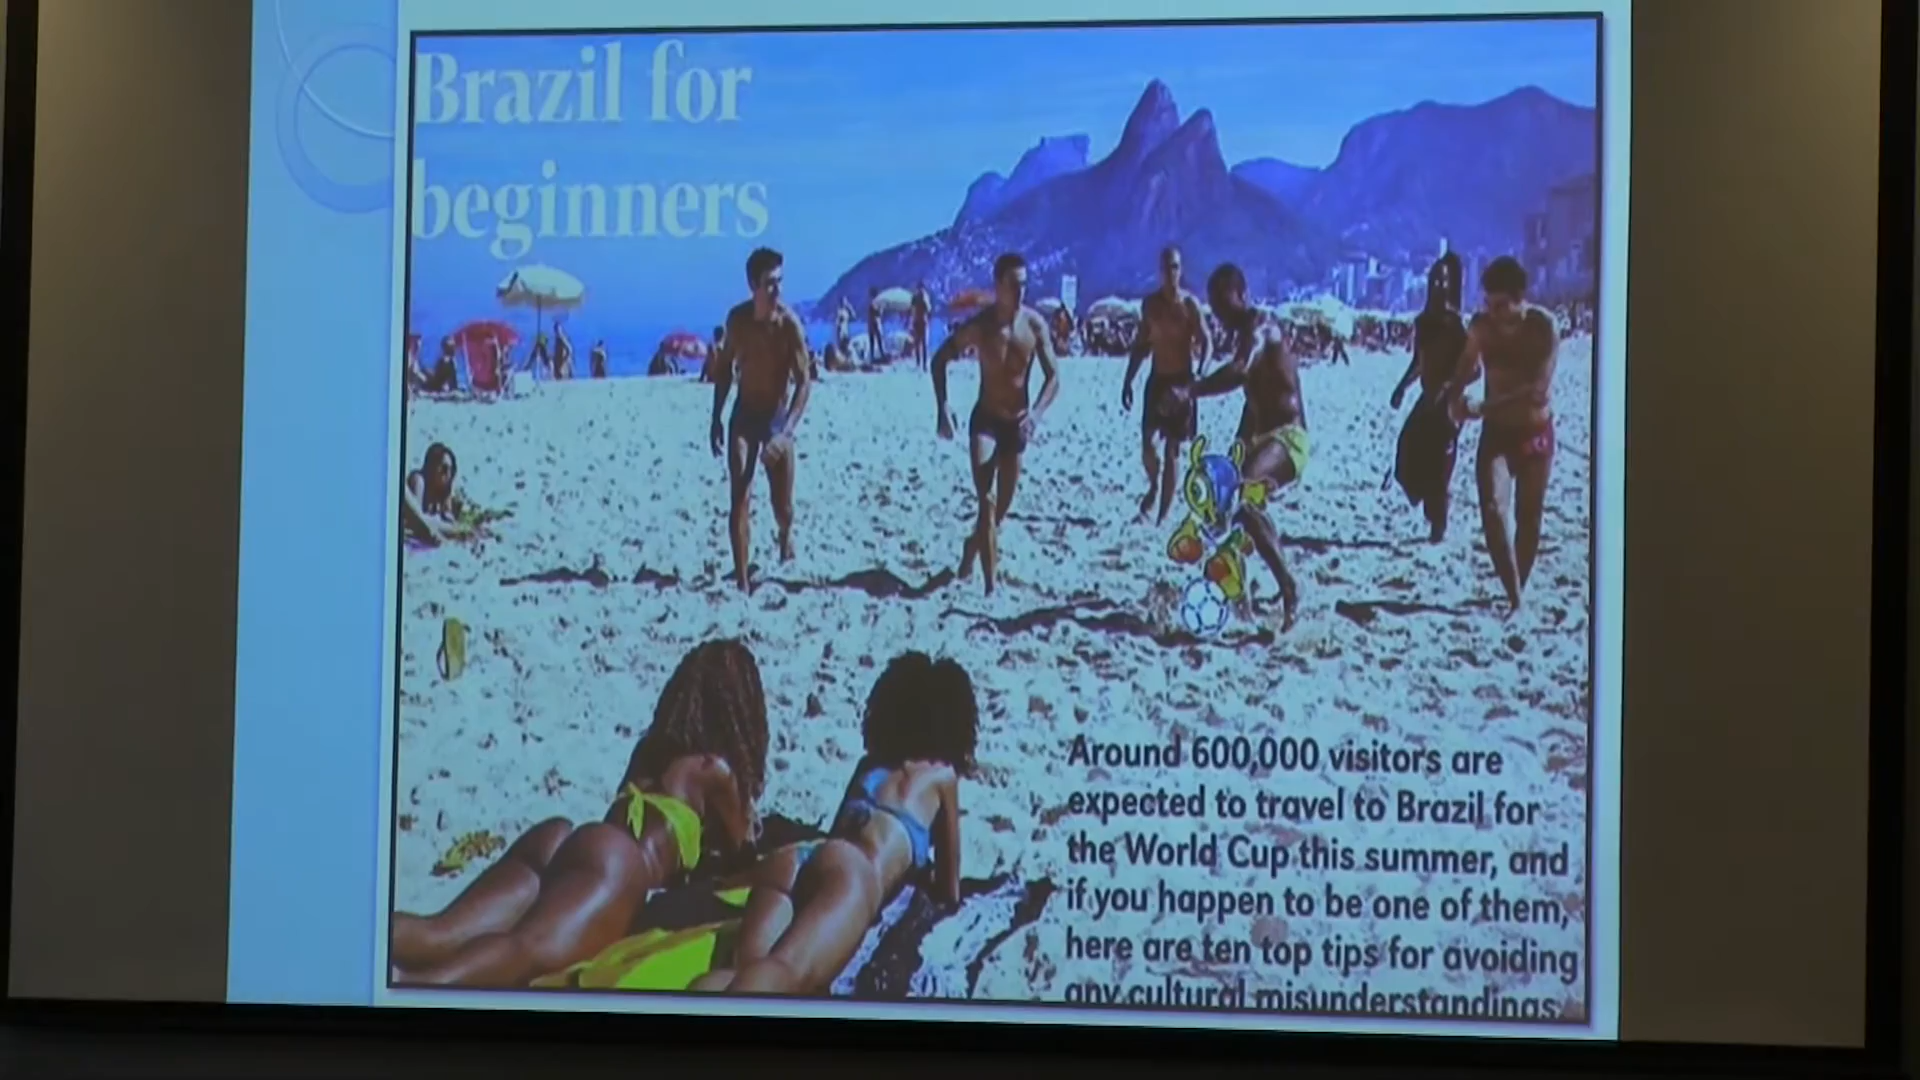 Brazil for
beginners
Around 600,000 visitors are
expected to travel to Brazil for
the World Cup this summer, and
if you happen to be one of them,
here are ten top tips for avoiding
any cultural misunderstandings.